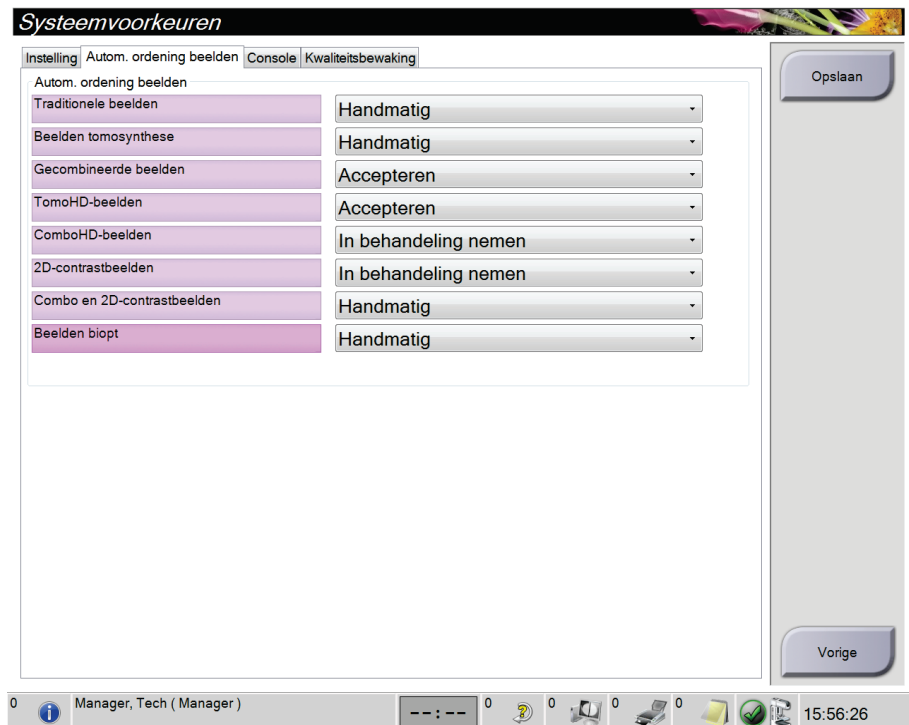 Systeemvoorkeuren
Instelling Autom. ordening beelden Console Kwaliteitsbewaking
Opslaan
Autom. ordening beelden
Traditionele beelden Handmatig
Beelden tomosynthese Handmatig
Gecombineerde beelden Accepteren
TomoHD-beelden Accepteren
ComboHD-beelden In behandeling nemen
2D-contrastbeelden In behandeling nemen
Combo en 2D-contrastbeelden Handmatig
Beelden biopt Handmatig
Vorige
0 Manager, Tech ( Manager ) --:-- 0 0 0 0 15:56:26